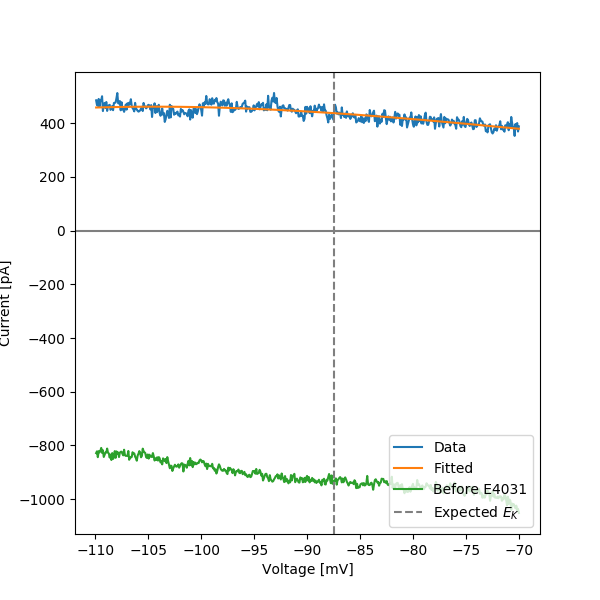 400
200
0
−200
−400
−600
−800
−1000
Current [pA]
−110 −105 −100 −95 −90 −85 −80 −75 −70
Voltage [mV]
Data
Fitted
Before E4031
Expected E_K